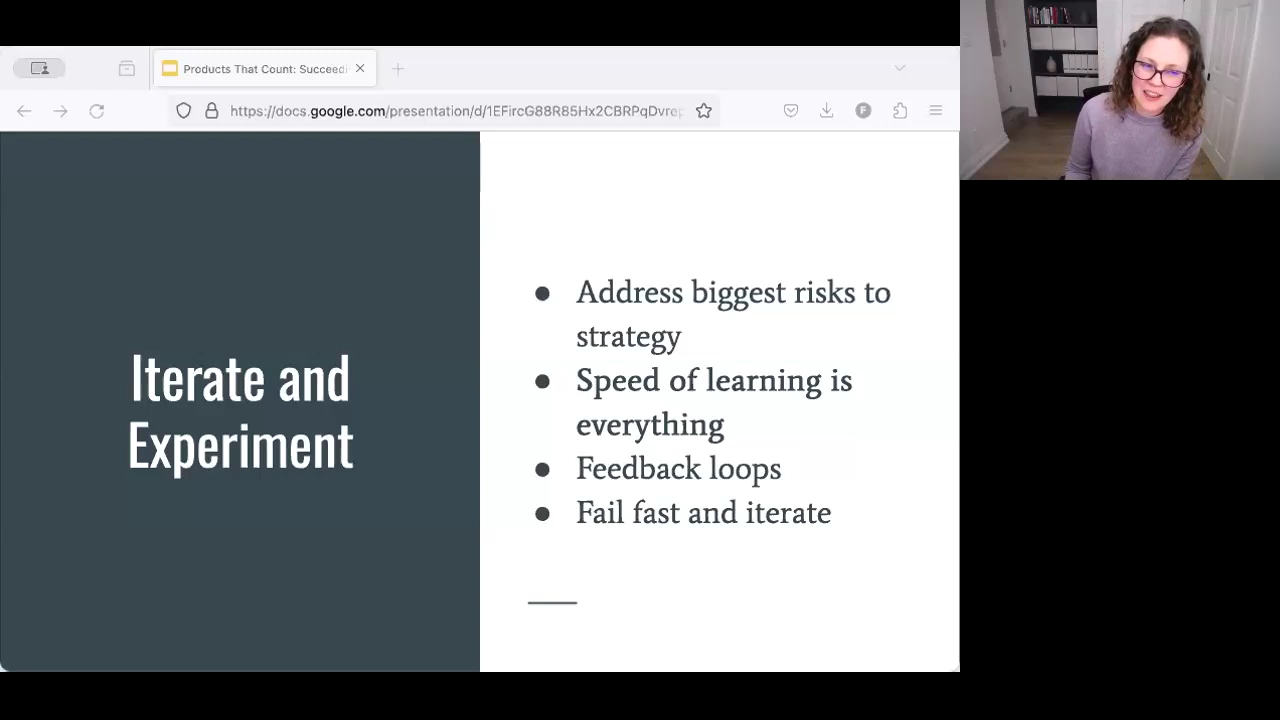 Products That Count: Succeedi
https://docs.google.com/presentation/d/1EFircG88R85Hx2CBRPqDvrep
F
Iterate and
Experiment
● Address biggest risks to
strategy
● Speed of learning is
everything
● Feedback loops
● Fail fast and iterate